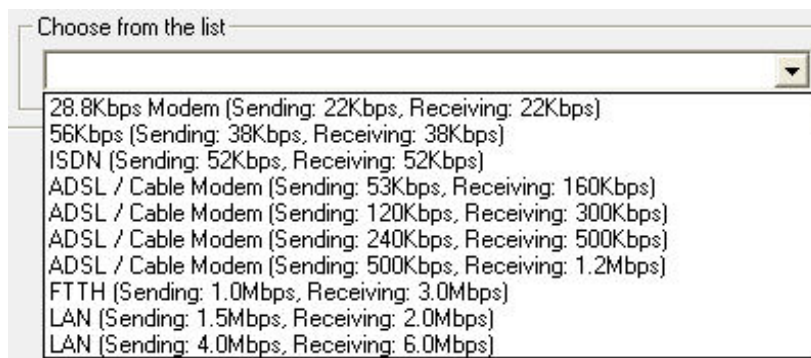 Choose from the list
28.8Kbps Modem (Sending: 22Kbps, Receiving: 22Kbps)
56Kbps (Sending: 38Kbps, Receiving: 38Kbps)
ISDN (Sending: 52Kbps, Receiving: 52Kbps)
ADSL / Cable Modem (Sending: 53Kbps, Receiving: 160Kbps)
ADSL / Cable Modem (Sending: 120Kbps, Receiving: 300Kbps)
ADSL / Cable Modem (Sending: 240Kbps, Receiving: 500Kbps)
ADSL / Cable Modem (Sending: 500Kbps, Receiving: 1.2Mbps)
FTTH (Sending: 1.0Mbps, Receiving: 3.0Mbps)
LAN (Sending: 1.5Mbps, Receiving: 2.0Mbps)
LAN (Sending: 4.0Mbps, Receiving: 6.0Mbps)